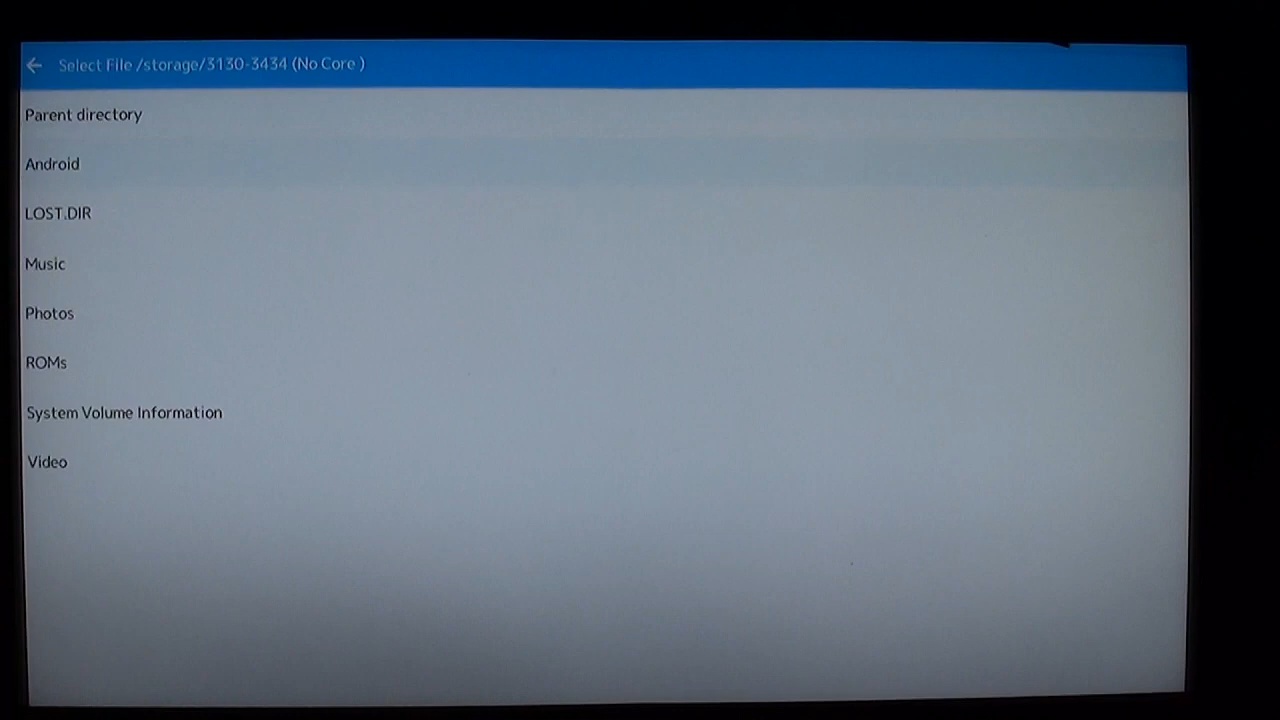 Select File /storage/3130-3434 (No Core )
Parent directory
Android
LOST.DIR
Music
Photos
ROMs
System Volume Information
Video